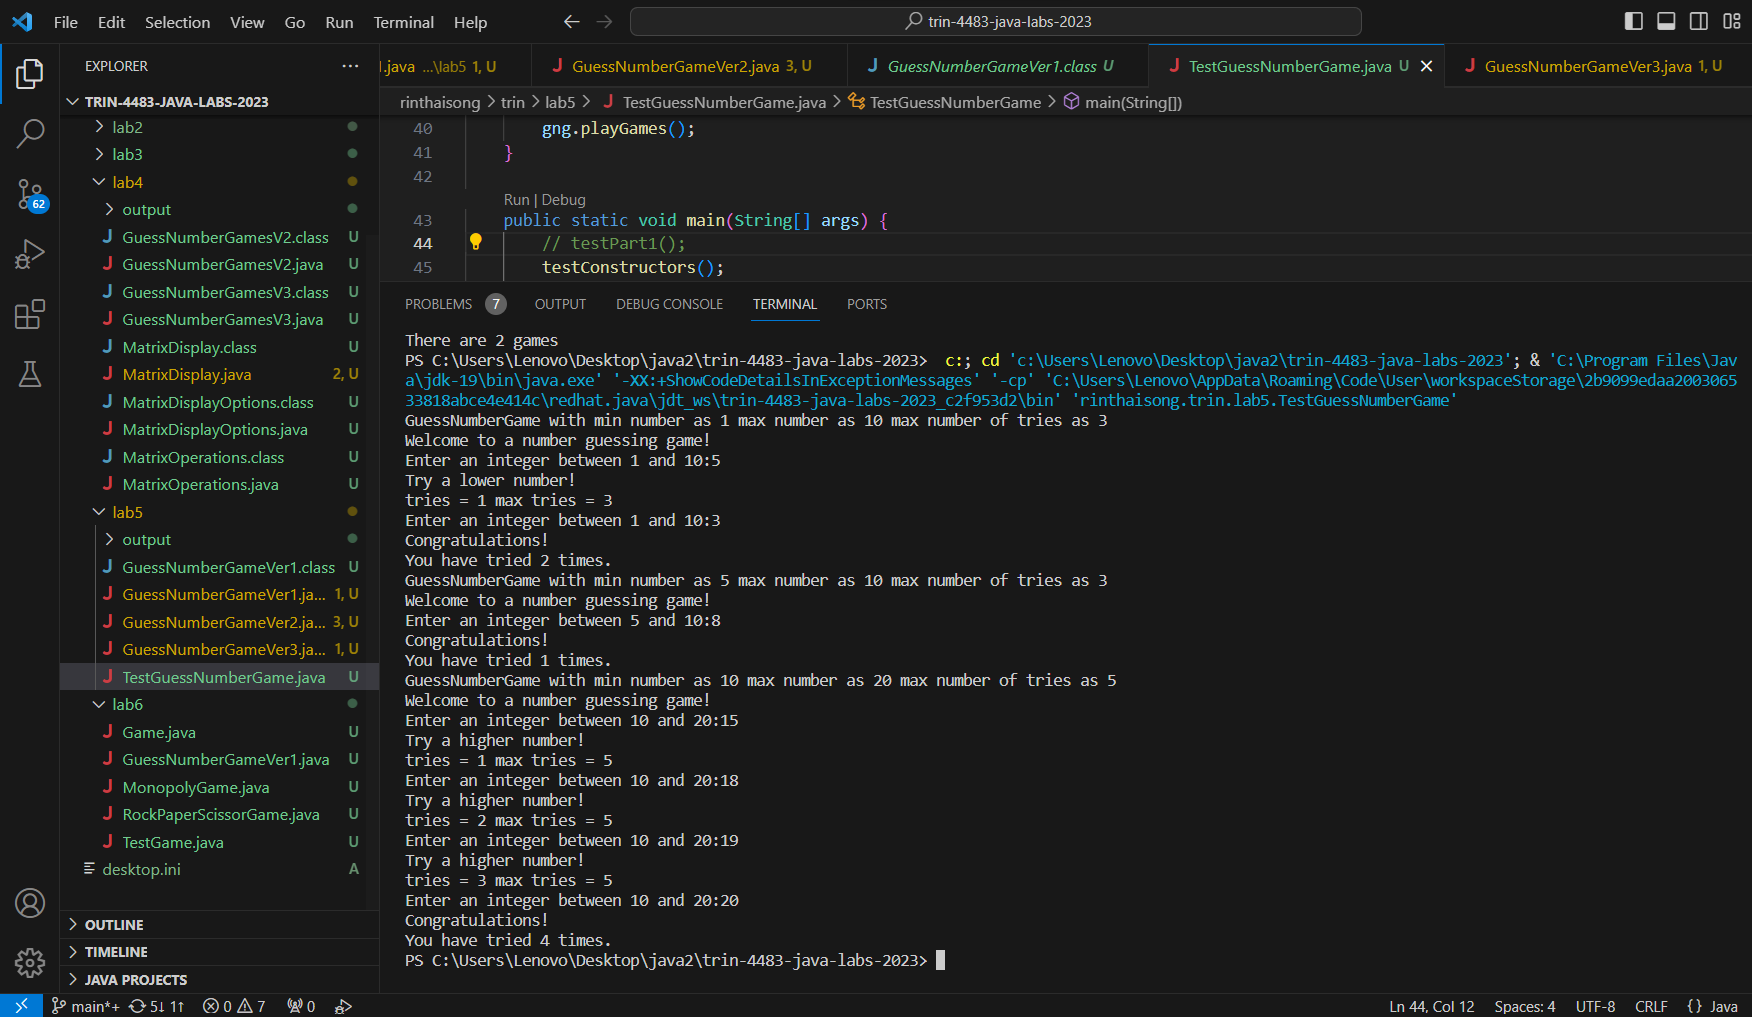 File Edit Selection View Go Run Terminal Help
trin-4483-java-labs-2023
EXPLORER
TRIN-4483-JAVA-LABS-2023
lab2
lab3
lab4
output
GuessNumberGamesV2.class U
GuessNumberGamesV2.java U
GuessNumberGamesV3.class U
GuessNumberGamesV3.java U
MatrixDisplay.class U
MatrixDisplay.java 2, U
MatrixDisplayOptions.class U
MatrixDisplayOptions.java U
MatrixOperations.class U
MatrixOperations.java U
lab5
output
GuessNumberGameVer1.class U
GuessNumberGameVer1.ja... 1, U
GuessNumberGameVer2.ja... 3, U
GuessNumberGameVer3.ja... 1, U
TestGuessNumberGame.java U
lab6
Game.java U
GuessNumberGameVer1.java U
MonopolyGame.java U
RockPaperScissorGame.java U
TestGame.java U
desktop.ini A
OUTLINE
TIMELINE
JAVA PROJECTS
62
1.java ...\lab5 1, U
GuessNumberGameVer2.java 3, U
GuessNumberGameVer1.class U
TestGuessNumberGame.java U
GuessNumberGameVer3.java 1, U
rinthaisong > trin > lab5 > TestGuessNumberGame.java > TestGuessNumberGame > main(String[])
40 gng.playGames();
41 }
42
Run | Debug
43 public static void main(String[] args) {
44 // testPart1();
45 testConstructors();
PROBLEMS 7 OUTPUT DEBUG CONSOLE TERMINAL PORTS
There are 2 games
PS C:\Users\Lenovo\Desktop\java2\trin-4483-java-labs-2023> c:; cd 'c:\Users\Lenovo\Desktop\java2\trin-4483-java-labs-2023'; & 'C:\Program Files\Jav
a\jdk-19\bin\java.exe' '-XX:+ShowCodeDetailsInExceptionMessages' '-cp' 'C:\Users\Lenovo\AppData\Roaming\Code\User\workspaceStorage\2b9099edaa2003065
33818abce4e414c\redhat.java\jdt_ws\trin-4483-java-labs-2023_c2f953d2\bin' 'rinthaisong.trin.lab5.TestGuessNumberGame'
GuessNumberGame with min number as 1 max number as 10 max number of tries as 3
Welcome to a number guessing game!
Enter an integer between 1 and 10:5
Try a lower number!
tries = 1 max tries = 3
Enter an integer between 1 and 10:3
Congratulations!
You have tried 2 times.
GuessNumberGame with min number as 5 max number as 10 max number of tries as 3
Welcome to a number guessing game!
Enter an integer between 5 and 10:8
Congratulations!
You have tried 1 times.
GuessNumberGame with min number as 10 max number as 20 max number of tries as 5
Welcome to a number guessing game!
Enter an integer between 10 and 20:15
Try a higher number!
tries = 1 max tries = 5
Enter an integer between 10 and 20:18
Try a higher number!
tries = 2 max tries = 5
Enter an integer between 10 and 20:19
Try a higher number!
tries = 3 max tries = 5
Enter an integer between 10 and 20:20
Congratulations!
You have tried 4 times.
PS C:\Users\Lenovo\Desktop\java2\trin-4483-java-labs-2023>
main*+ 5↓ 1↑ 0 7 0 Ln 44, Col 12 Spaces: 4 UTF-8 CRLF {} Java